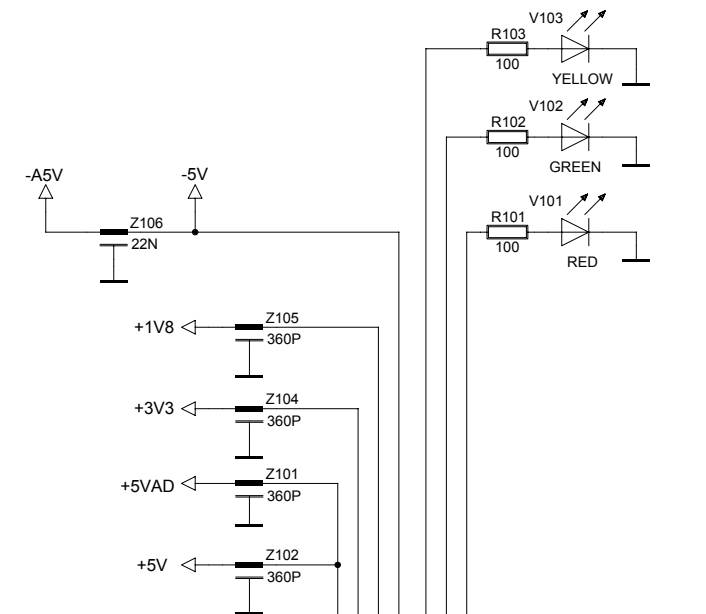 V103
R103
100
YELLOW
V102
R102
100
GREEN
-A5V
-5V
V101
Z106
R101
22N
100
RED
Z105
+1V8
360P
Z104
+3V3
360P
Z101
+5VAD
360P
Z102
+5V
360P